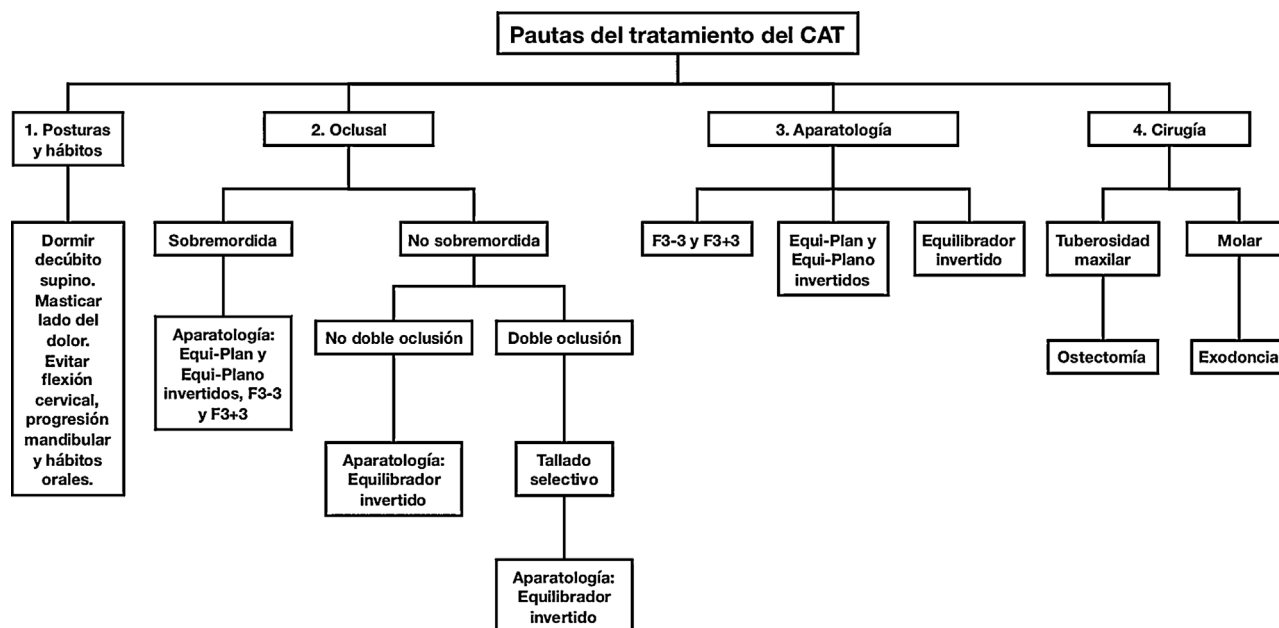 Pautas del tratamiento del CAT
1. Posturas
y hábitos
2. Oclusal
3. Aparatología
4. Cirugía
Dormir
decúbito
supino.
Masticar
lado del
dolor.
Evitar
flexión
cervical,
progresión
mandibular
y hábitos
orales.
Sobremordida
No sobremordida
F3-3 y F3+3
Equi-Plan y
Equi-Plano
invertidos
Equilibrador
invertido
Tuberosidad
maxilar
Molar
Aparatología:
Equi-Plan y
Equi-Plano
invertidos, F3-3
y F3+3
No doble oclusión
Doble oclusión
Ostectomía
Exodoncia
Aparatología:
Equilibrador
invertido
Tallado
selectivo
Aparatología:
Equilibrador
invertido